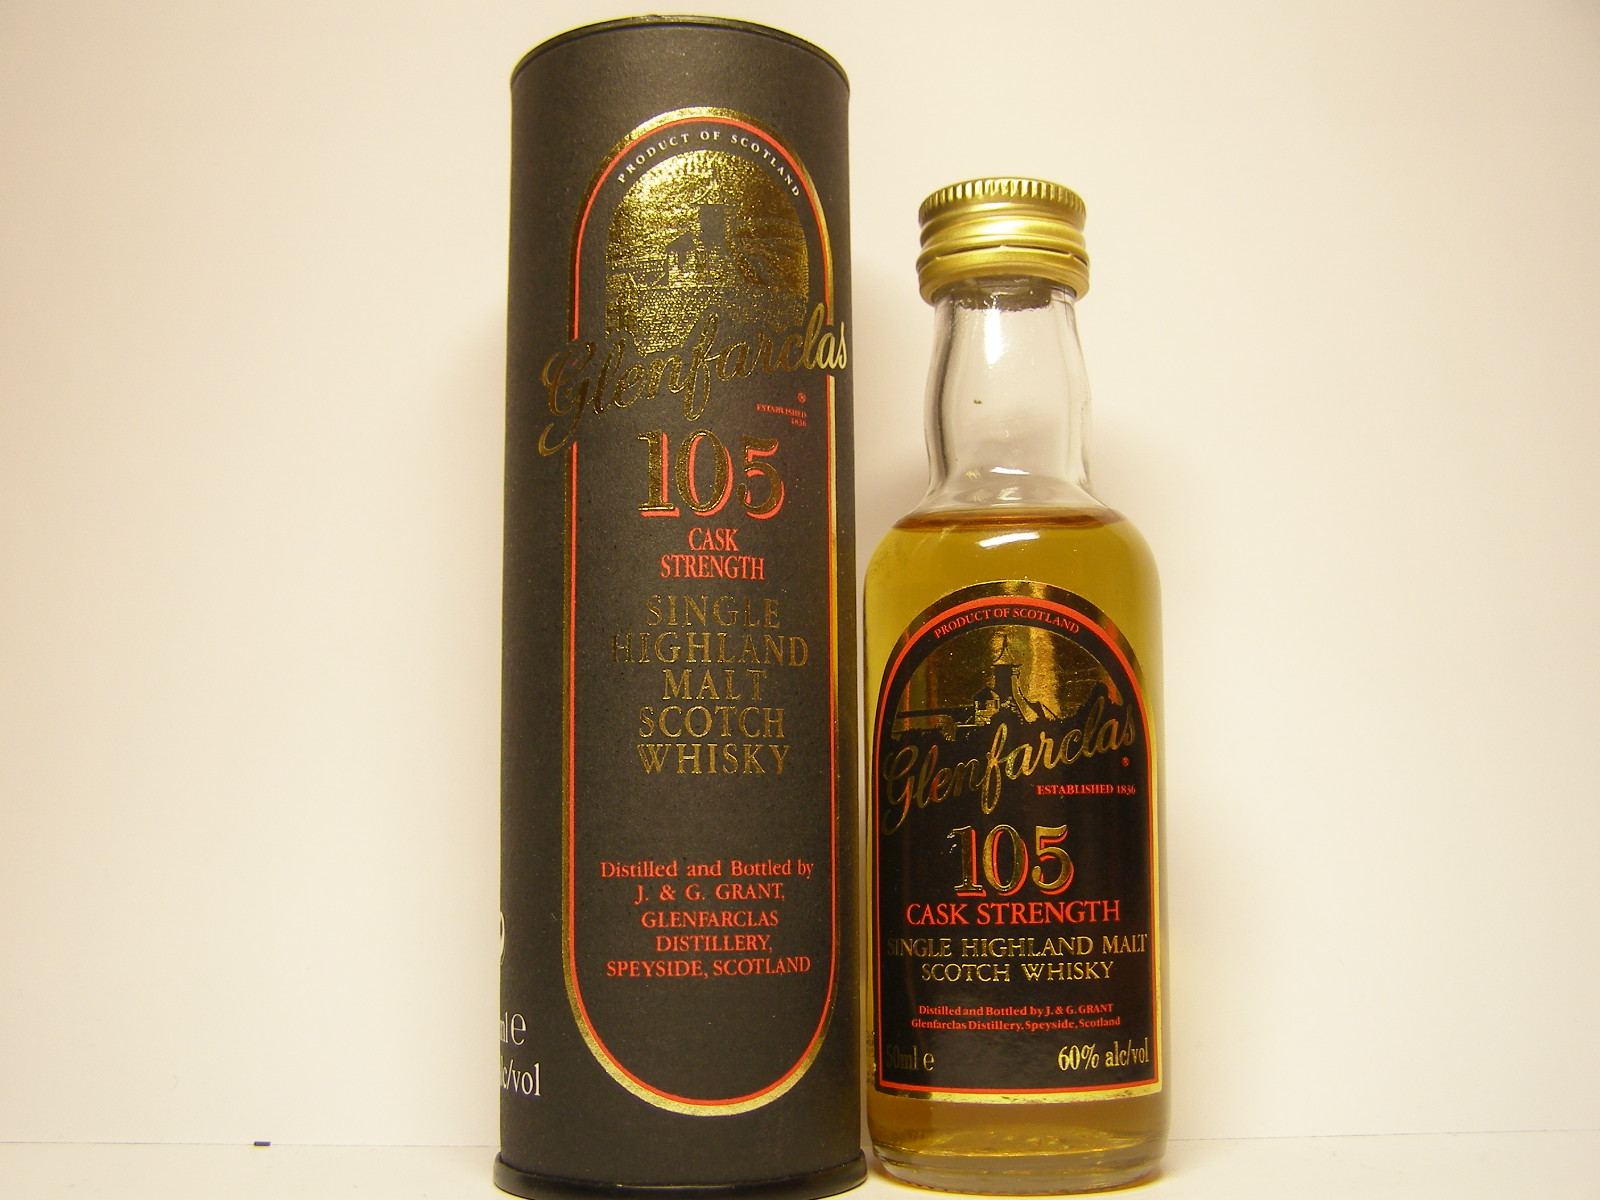 PRODUCT OF SCOTLAND
Glenfarclas
®
ESTABLISHED
1836
105
CASK
STRENGTH
SINGLE
HIGHLAND
MALT
SCOTCH
WHISKY
Distilled and Bottled by
J. & G. GRANT,
GLENFARCLAS
DISTILLERY,
SPEYSIDE, SCOTLAND
e
/vol
PRODUCT OF SCOTLAND
Glenfarclas
®
ESTABLISHED 1836
105
CASK STRENGTH
SINGLE HIGHLAND MALT
SCOTCH WHISKY
Distilled and Bottled by J. & G. GRANT
Glenfarclas Distillery, Speyside, Scotland
50ml e 60% alc/vol